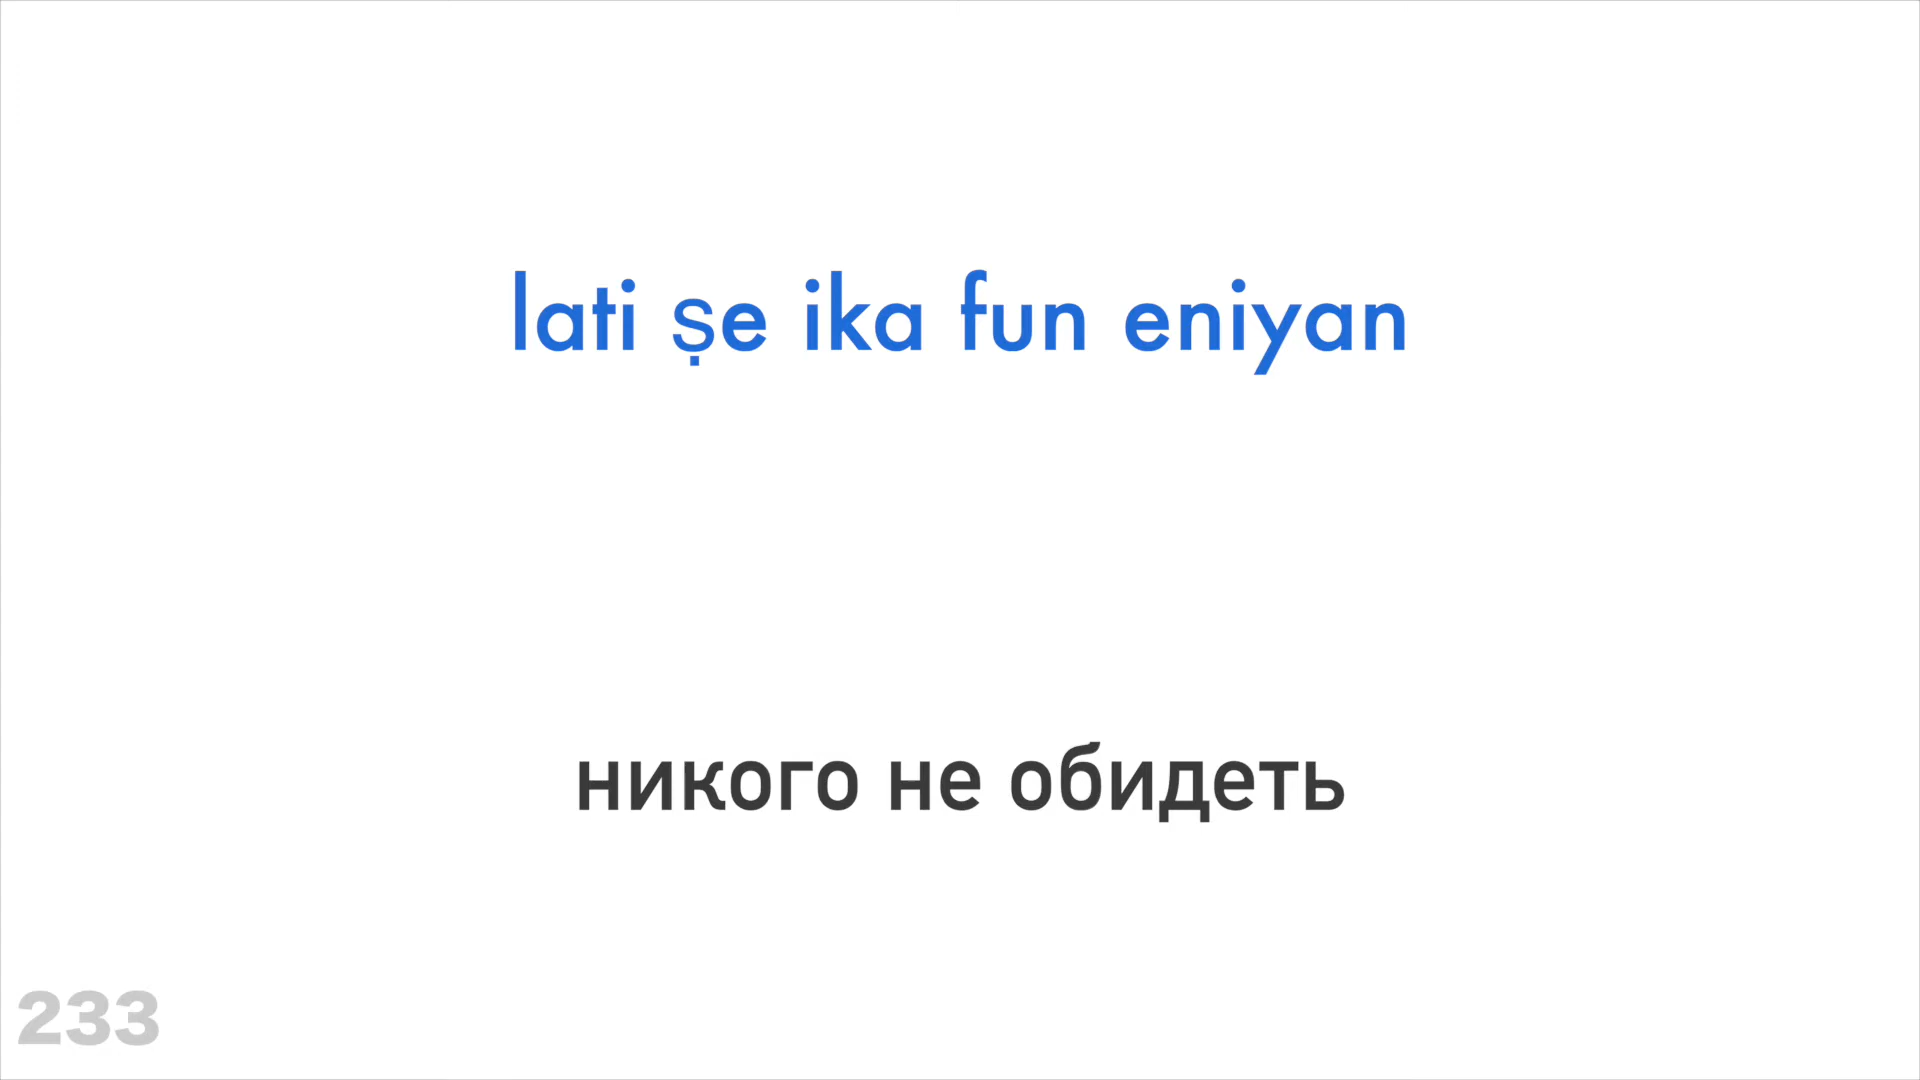 lati ṣe ika fun eniyan
никого не обидеть
233